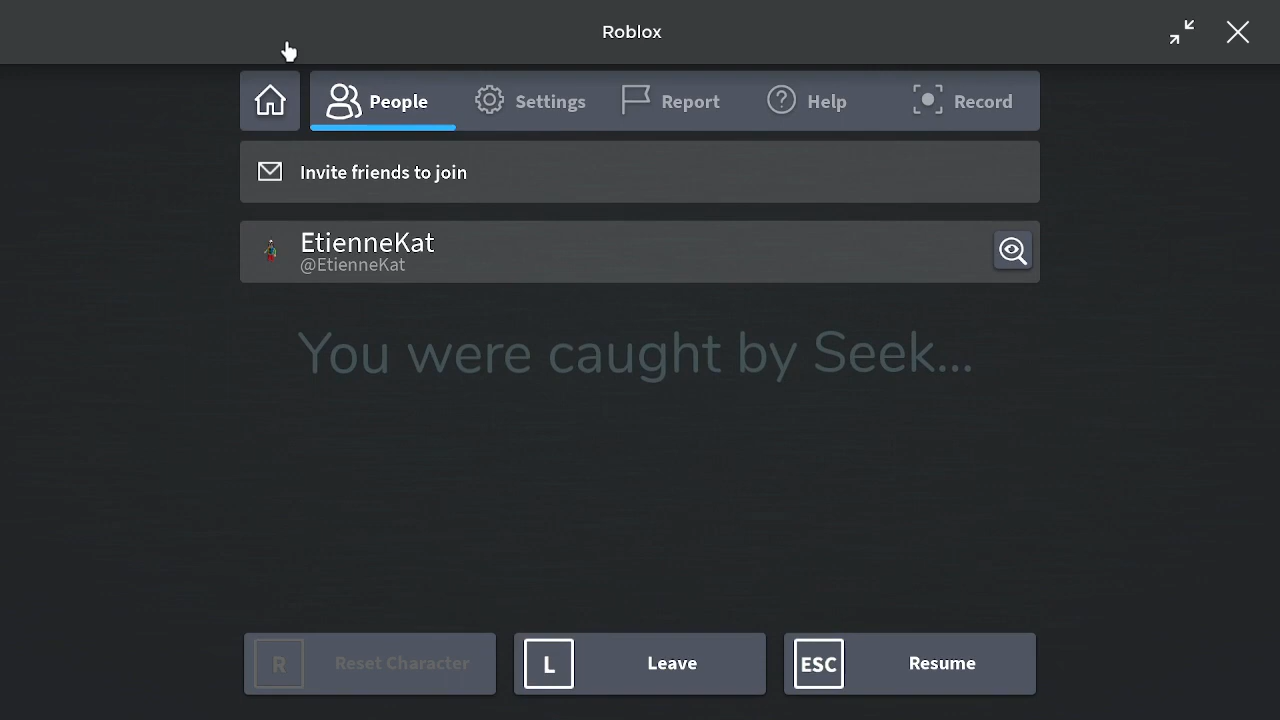 Roblox
People
Settings
Report
Help
Record
Invite friends to join
EtienneKat
@EtienneKat
You were caught by Seek...
R
Reset Character
L
Leave
ESC
Resume